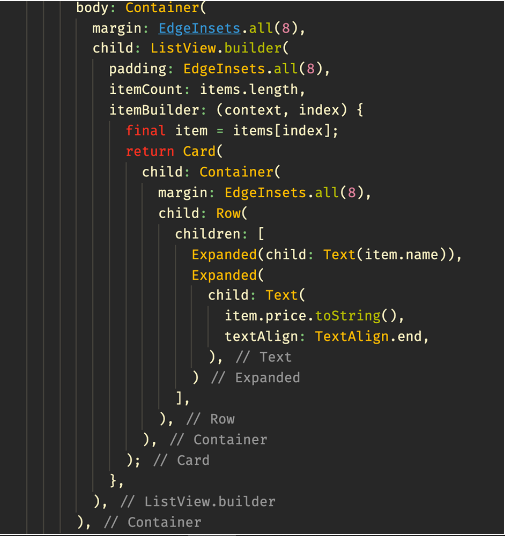 body: Container(
margin: EdgeInsets.all(8),
child: ListView.builder(
padding: EdgeInsets.all(8),
itemCount: items.length,
itemBuilder: (context, index) {
final item = items[index];
return Card(
child: Container(
margin: EdgeInsets.all(8),
child: Row(
children: [
Expanded(child: Text(item.name)),
Expanded(
child: Text(
item.price.toString(),
textAlign: TextAlign.end,
), // Text
) // Expanded
],
), // Row
), // Container
); // Card
},
), // ListView.builder
), // Container